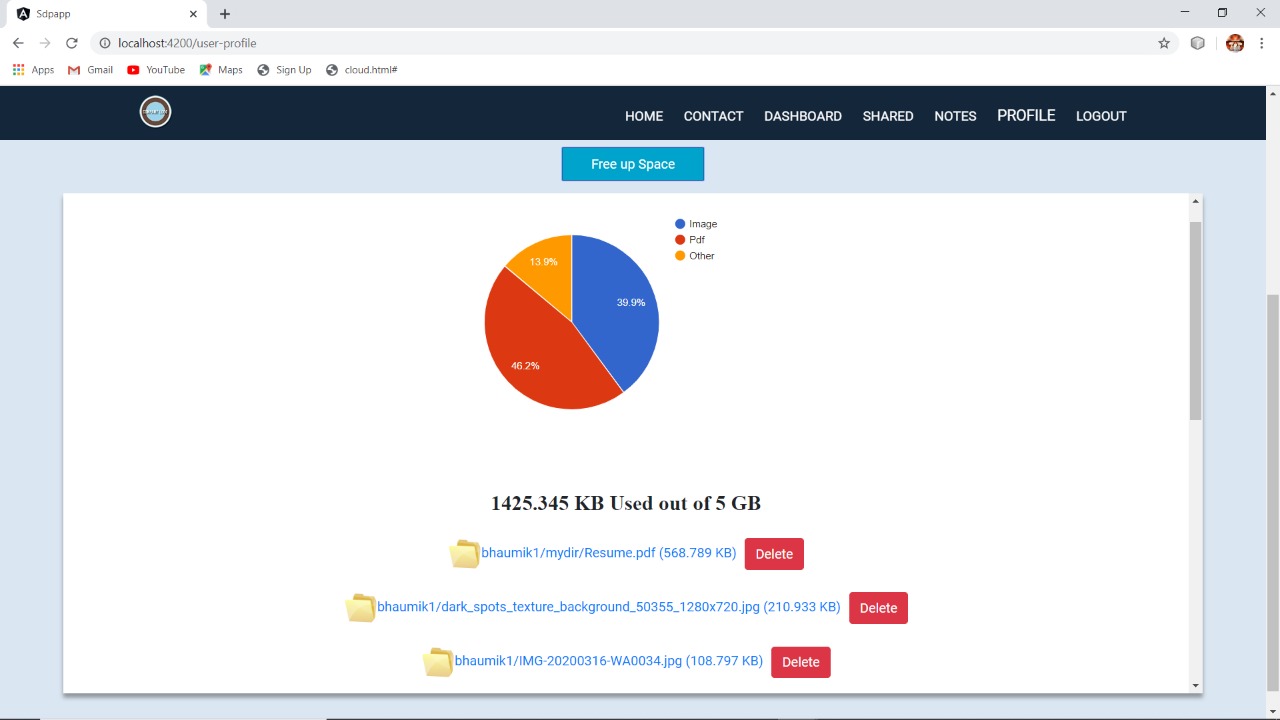 Sdpapp
localhost:4200/user-profile
Apps Gmail YouTube Maps Sign Up cloud.html#
HOME CONTACT DASHBOARD SHARED NOTES PROFILE LOGOUT
Free up Space
Image
Pdf
Other
13.9%
39.9%
46.2%
1425.345 KB Used out of 5 GB
bhaumik1/mydir/Resume.pdf (568.789 KB) Delete
bhaumik1/dark_spots_texture_background_50355_1280x720.jpg (210.933 KB) Delete
bhaumik1/IMG-20200316-WA0034.jpg (108.797 KB) Delete